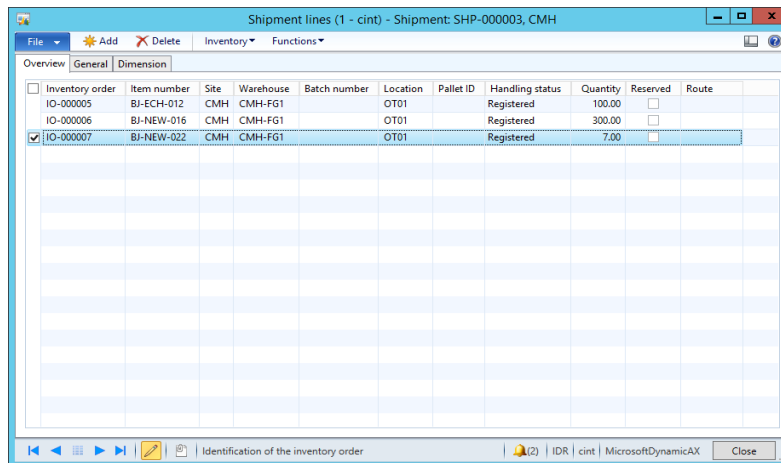 Shipment lines (1 - cint) - Shipment: SHP-000003, CMH
File Add Delete Inventory Functions
Overview General Dimension
Inventory order Item number Site Warehouse Batch number Location Pallet ID Handling status Quantity Reserved Route
IO-000005 BJ-ECH-012 CMH CMH-FG1 OT01 Registered 100.00
IO-000006 BJ-NEW-016 CMH CMH-FG1 OT01 Registered 300.00
IO-000007 BJ-NEW-022 CMH CMH-FG1 OT01 Registered 7.00
Identification of the inventory order (2) IDR cint MicrosoftDynamicAX Close